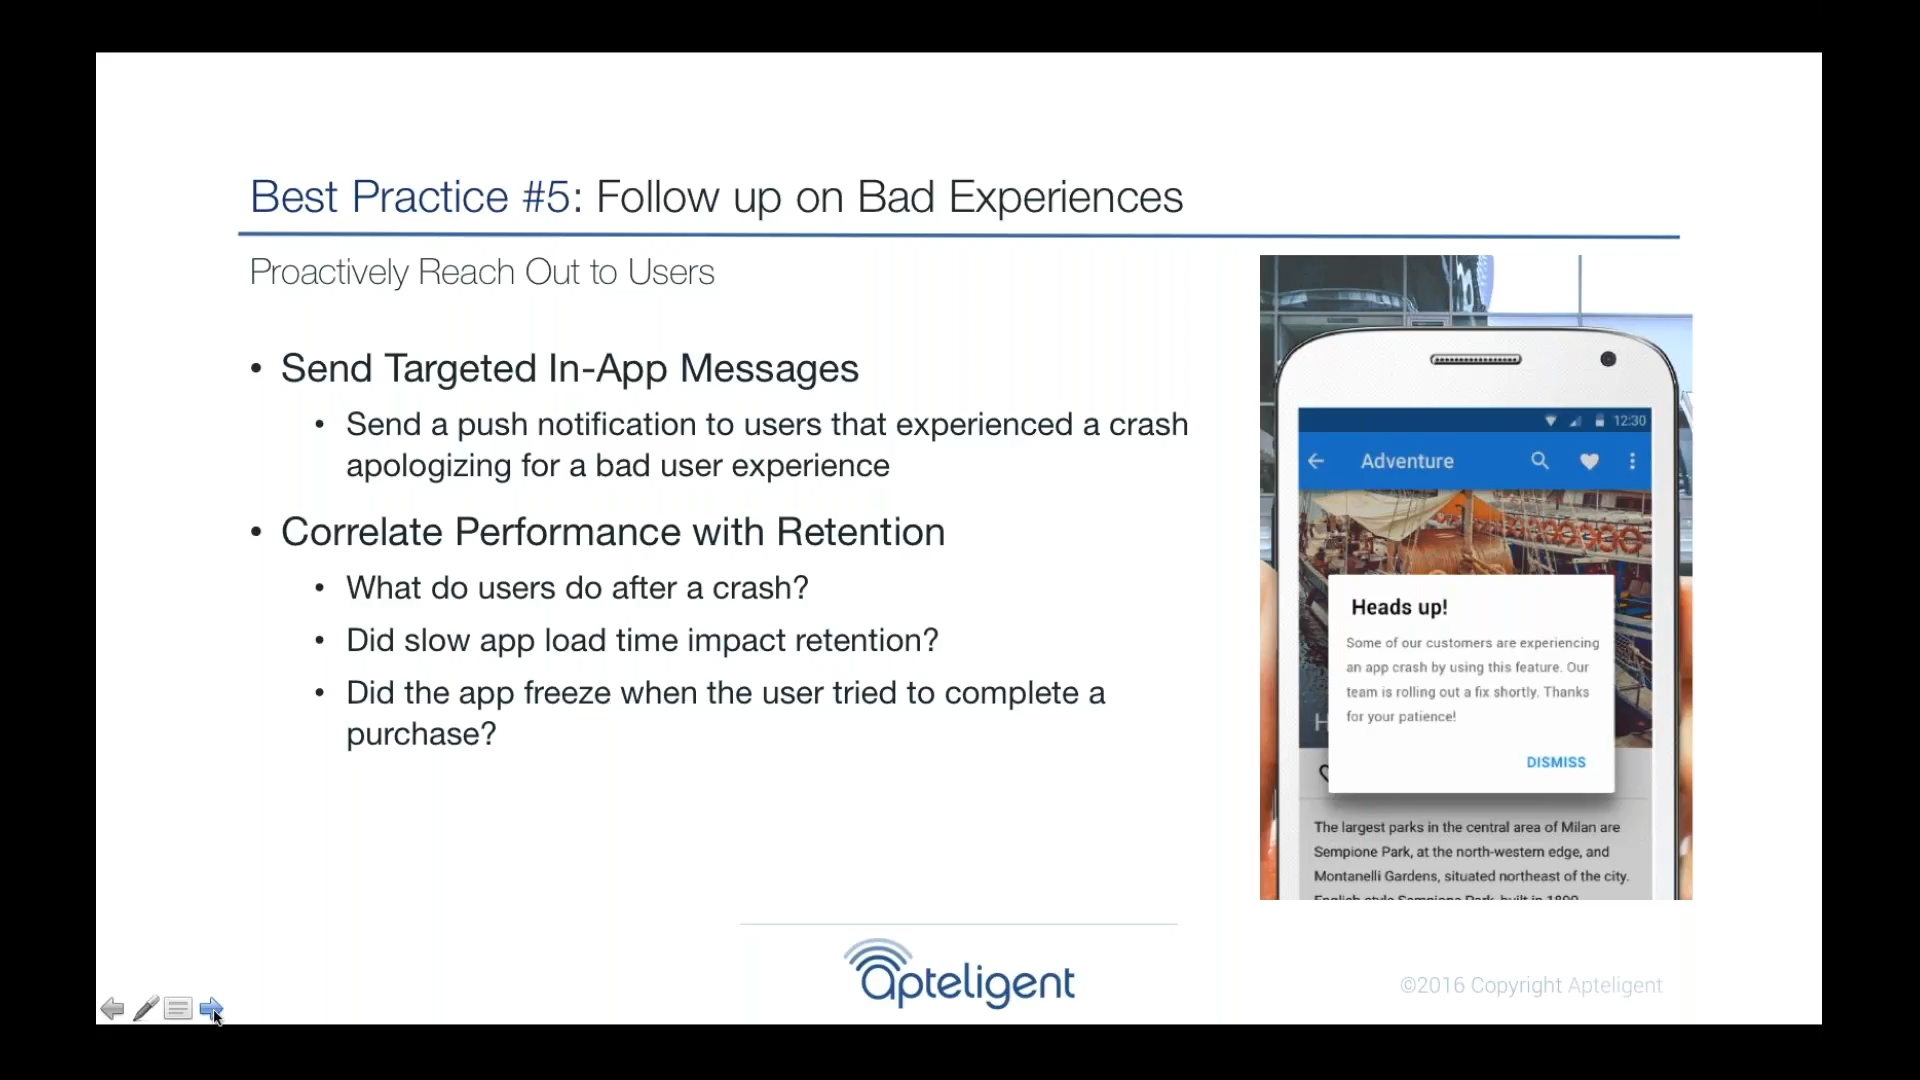 Best Practice #5: Follow up on Bad Experiences
Proactively Reach Out to Users
• Send Targeted In-App Messages
• Send a push notification to users that experienced a crash
apologizing for a bad user experience
• Correlate Performance with Retention
• What do users do after a crash?
• Did slow app load time impact retention?
• Did the app freeze when the user tried to complete a
purchase?
12:30
Adventure
Heads up!
Some of our customers are experiencing
an app crash by using this feature. Our
team is rolling out a fix shortly. Thanks
for your patience!
DISMISS
The largest parks in the central area of Milan are
Sempione Park, at the north-western edge, and
Montanelli Gardens, situated northeast of the city.
apteligent
©2016 Copyright Apteligent